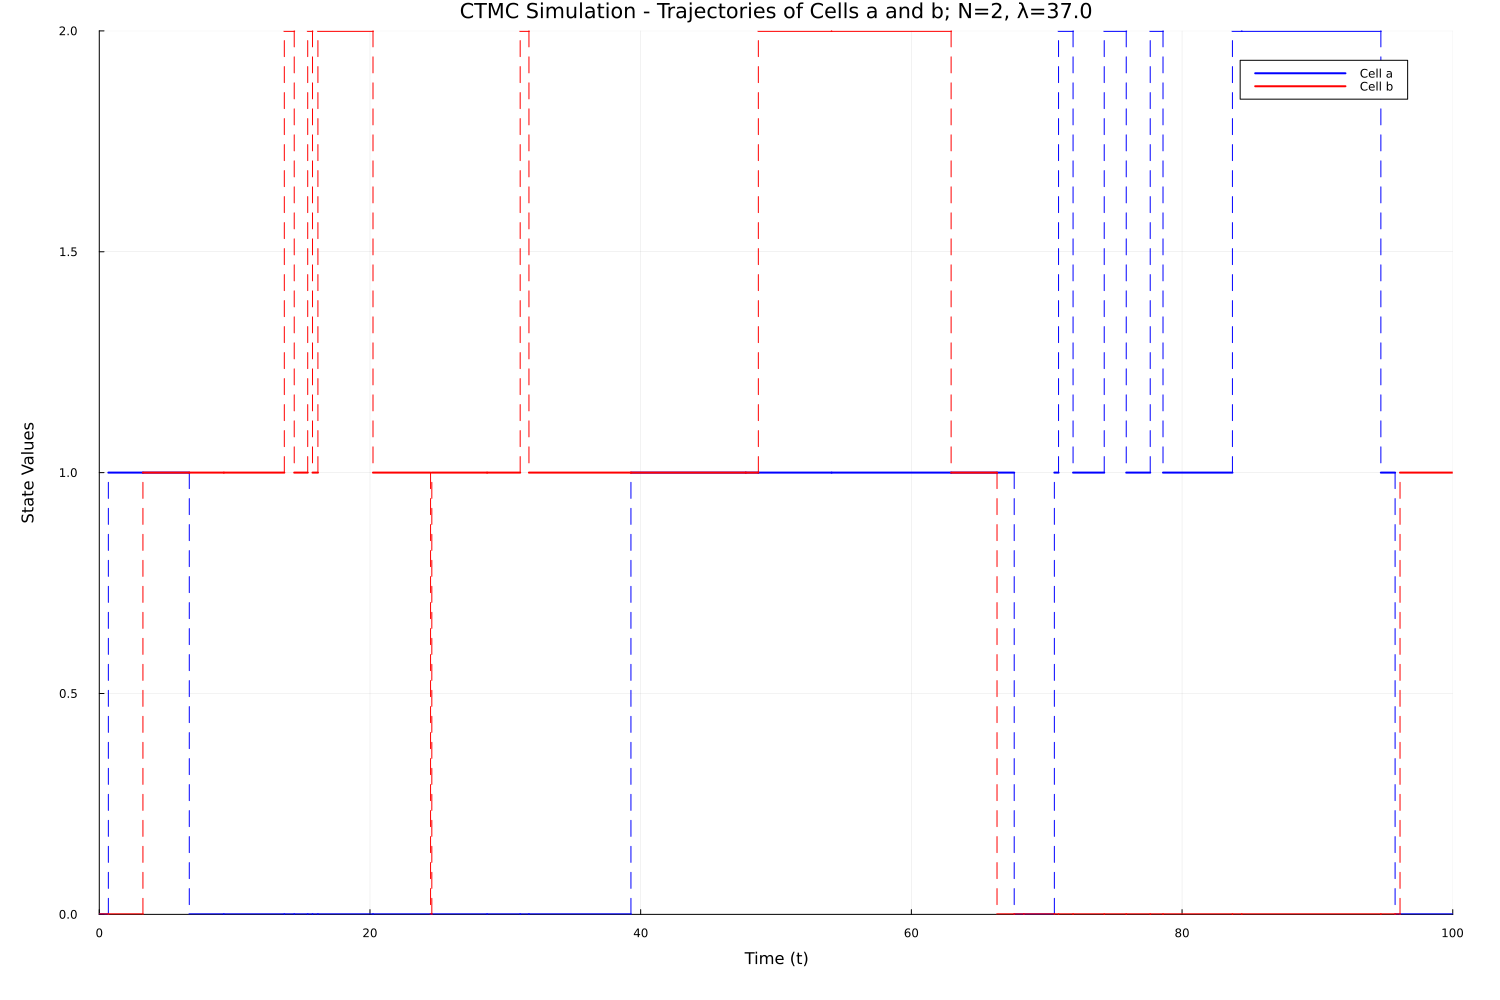 CTMC Simulation - Trajectories of Cells a and b; N=2, λ=37.0
2.0
Cell a
Cell b
1.5
State Values
1.0
0.5
0.0
0 20 40 60 80 100
Time (t)